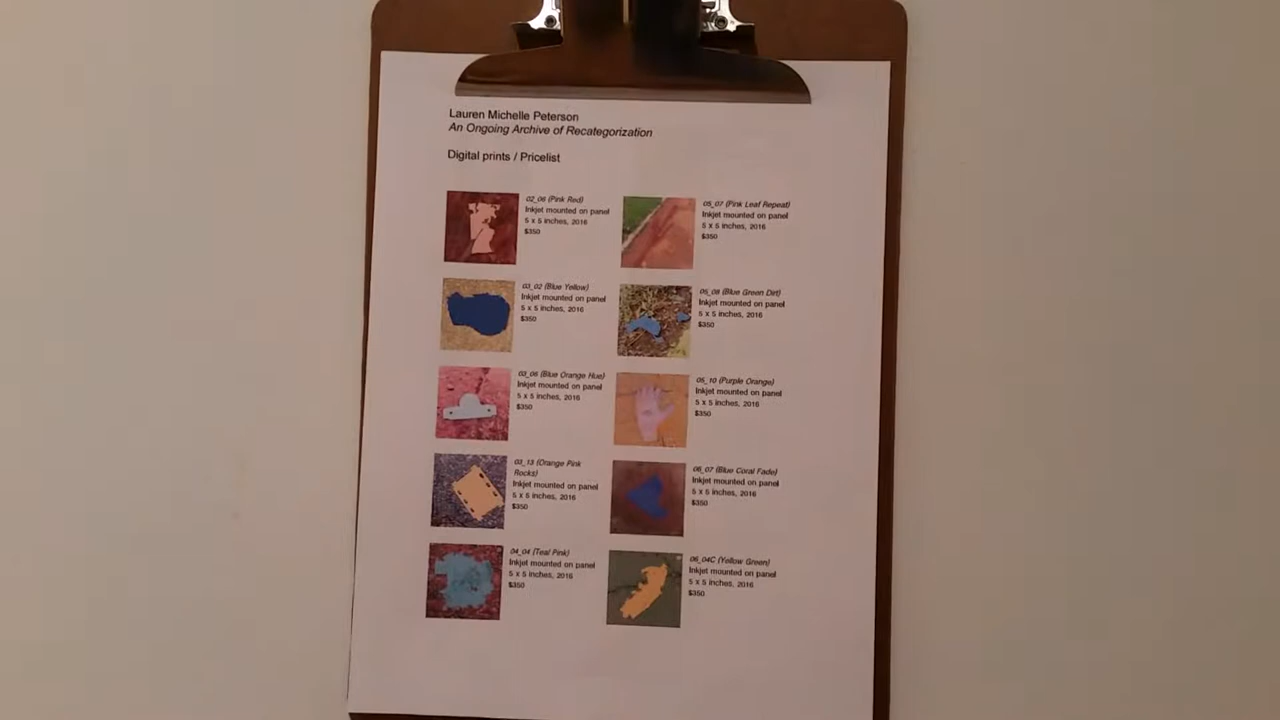 Lauren Michelle Peterson
An Ongoing Archive of Recategorization
Digital prints / Pricelist
02_06 (Pink Red)
Inkjet mounted on panel
5 x 5 inches, 2016
$350
03_02 (Blue Yellow)
Inkjet mounted on panel
5 x 5 inches, 2016
$350
03_06 (Blue Orange Hue)
Inkjet mounted on panel
5 x 5 inches, 2016
$350
03_13 (Orange Pink
Rocks)
Inkjet mounted on panel
5 x 5 inches, 2016
$350
04_04 (Teal Pink)
Inkjet mounted on panel
5 x 5 inches, 2016
$350
05_07 (Pink Leaf Repeat)
Inkjet mounted on panel
5 x 5 inches, 2016
$350
05_08 (Blue Green Dirt)
Inkjet mounted on panel
5 x 5 inches, 2016
$350
05_10 (Purple Orange)
Inkjet mounted on panel
5 x 5 inches, 2016
$350
06_07 (Blue Coral Fade)
Inkjet mounted on panel
5 x 5 inches, 2016
$350
06_04C (Yellow Green)
Inkjet mounted on panel
5 x 5 inches, 2016
$350